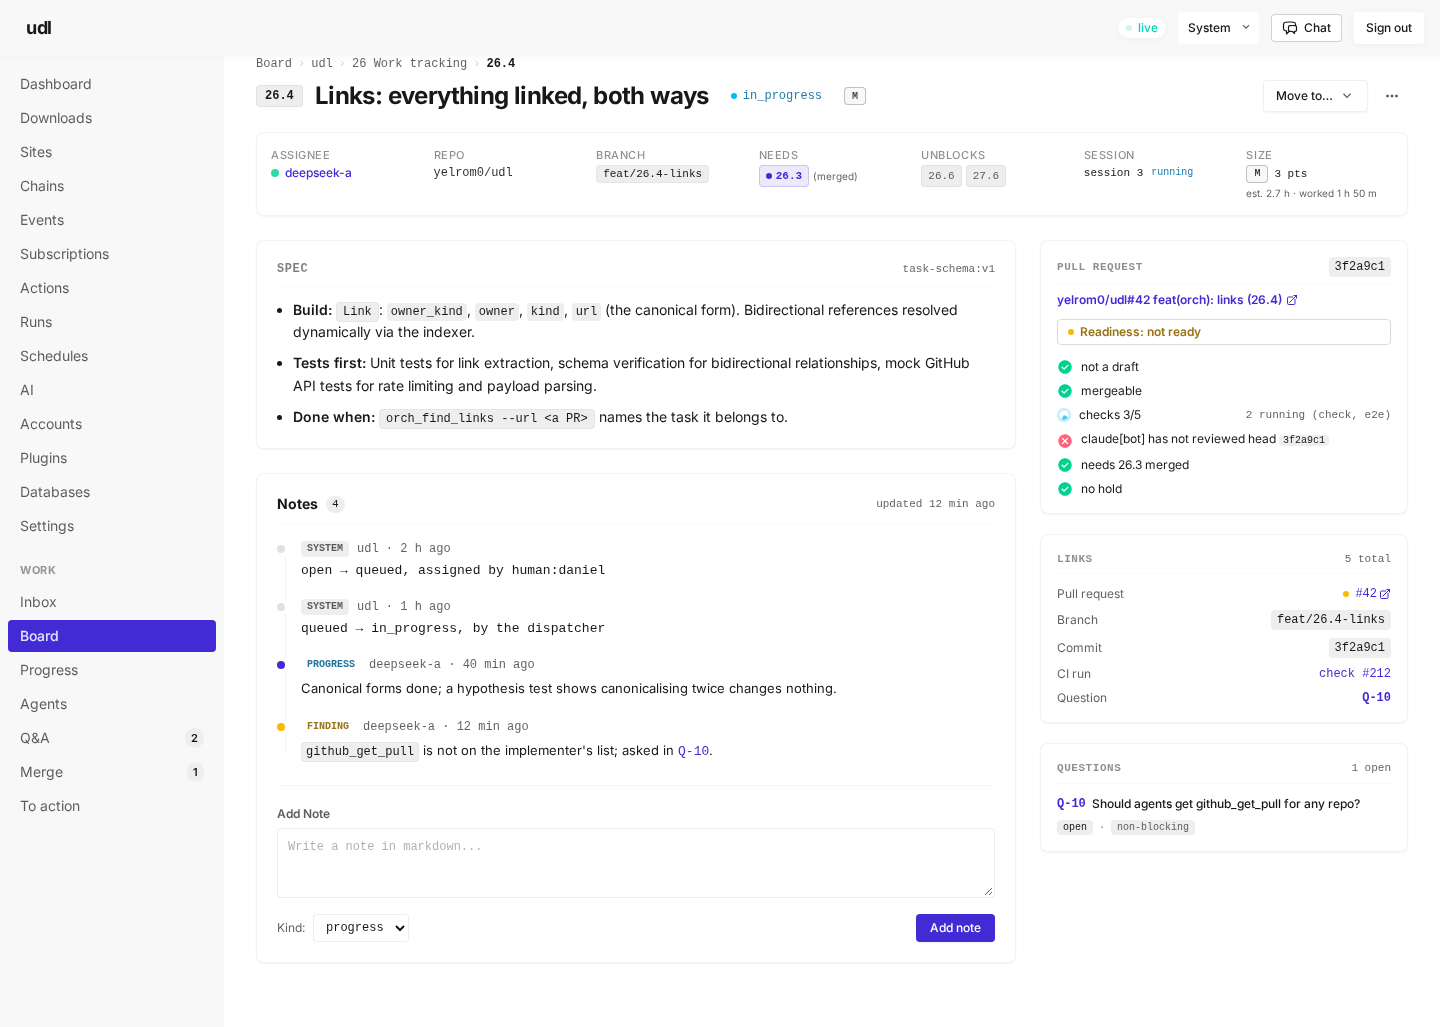 udl
live
System
Chat
Sign out
Dashboard
Downloads
Sites
Chains
Events
Subscriptions
Actions
Runs
Schedules
AI
Accounts
Plugins
Databases
Settings
WORK
Inbox
Board
Progress
Agents
Q&A 2
Merge 1
To action
Board › udl › 26 Work tracking › 26.4
26.4 Links: everything linked, both ways in_progress M
Move to...
ASSIGNEE
deepseek-a
REPO
yelrom0/udl
BRANCH
feat/26.4-links
NEEDS
26.3 (merged)
UNBLOCKS
26.6 27.6
SESSION
session 3 running
SIZE
M 3 pts
est. 2.7 h · worked 1 h 50 m
SPEC task-schema:v1
• Build: Link: owner_kind, owner, kind, url (the canonical form). Bidirectional references resolved
dynamically via the indexer.
• Tests first: Unit tests for link extraction, schema verification for bidirectional relationships, mock GitHub
API tests for rate limiting and payload parsing.
• Done when: orch_find_links --url <a PR> names the task it belongs to.
Notes 4 updated 12 min ago
SYSTEM udl · 2 h ago
open → queued, assigned by human:daniel
SYSTEM udl · 1 h ago
queued → in_progress, by the dispatcher
PROGRESS deepseek-a · 40 min ago
Canonical forms done; a hypothesis test shows canonicalising twice changes nothing.
FINDING deepseek-a · 12 min ago
github_get_pull is not on the implementer's list; asked in Q-10.
Add Note
Write a note in markdown...
Kind: progress
Add note
PULL REQUEST 3f2a9c1
yelrom0/udl#42 feat(orch): links (26.4)
Readiness: not ready
not a draft
mergeable
checks 3/5 2 running (check, e2e)
claude[bot] has not reviewed head 3f2a9c1
needs 26.3 merged
no hold
LINKS 5 total
Pull request #42
Branch feat/26.4-links
Commit 3f2a9c1
CI run check #212
Question Q-10
QUESTIONS 1 open
Q-10 Should agents get github_get_pull for any repo?
open · non-blocking